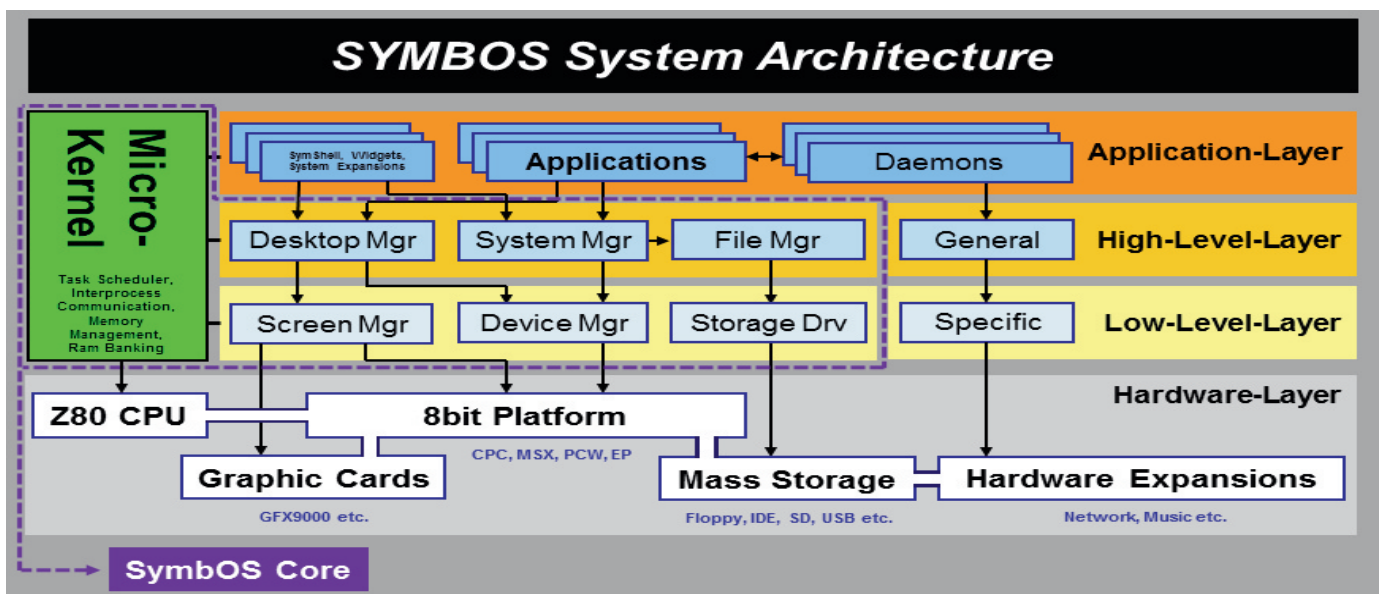 SYMBOS System Architecture
Micro-
Kernel
Task Scheduler,
Interprocess
Communication,
Memory
Management,
Ram Banking
SymShell, Widgets,
System Expansions
Applications
Daemons
Application-Layer
Desktop Mgr
System Mgr
File Mgr
General
High-Level-Layer
Screen Mgr
Device Mgr
Storage Drv
Specific
Low-Level-Layer
Hardware-Layer
Z80 CPU
8bit Platform
CPC, MSX, PCW, EP
Graphic Cards
GFX9000 etc.
Mass Storage
Floppy, IDE, SD, USB etc.
Hardware Expansions
Network, Music etc.
SymbOS Core